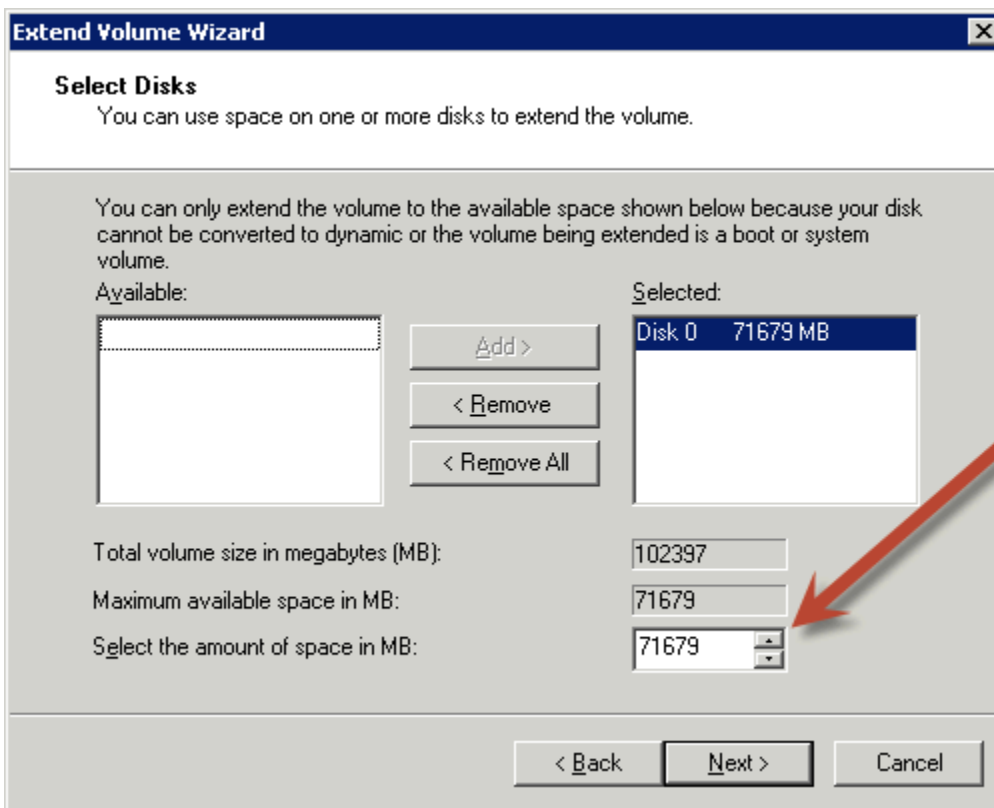 Extend Volume Wizard
Select Disks
You can use space on one or more disks to extend the volume.
You can only extend the volume to the available space shown below because your disk
cannot be converted to dynamic or the volume being extended is a boot or system
volume.
Available:
Selected:
Disk 0 71679 MB
Add >
< Remove
< Remove All
Total volume size in megabytes (MB): 102397
Maximum available space in MB: 71679
Select the amount of space in MB: 71679
< Back Next > Cancel